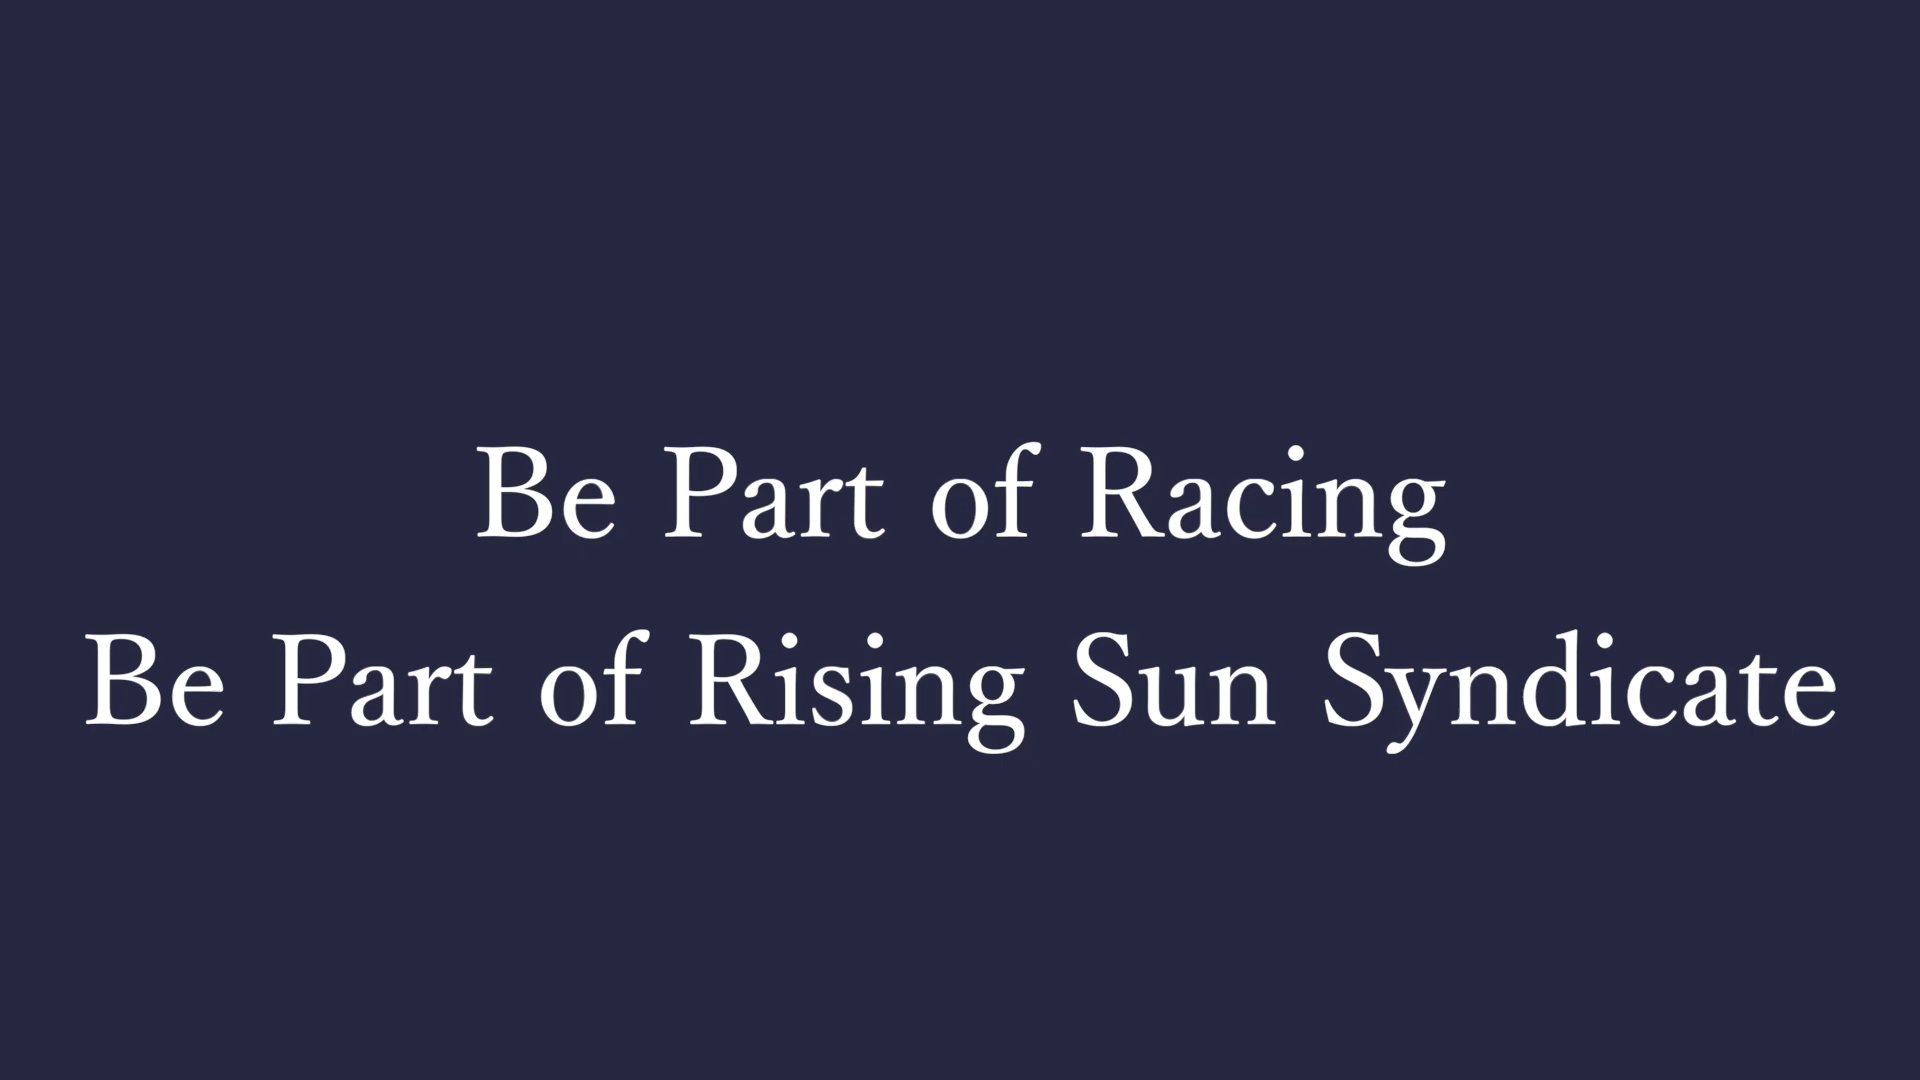 Be Part of Racing
Be Part of Rising Sun Syndicate